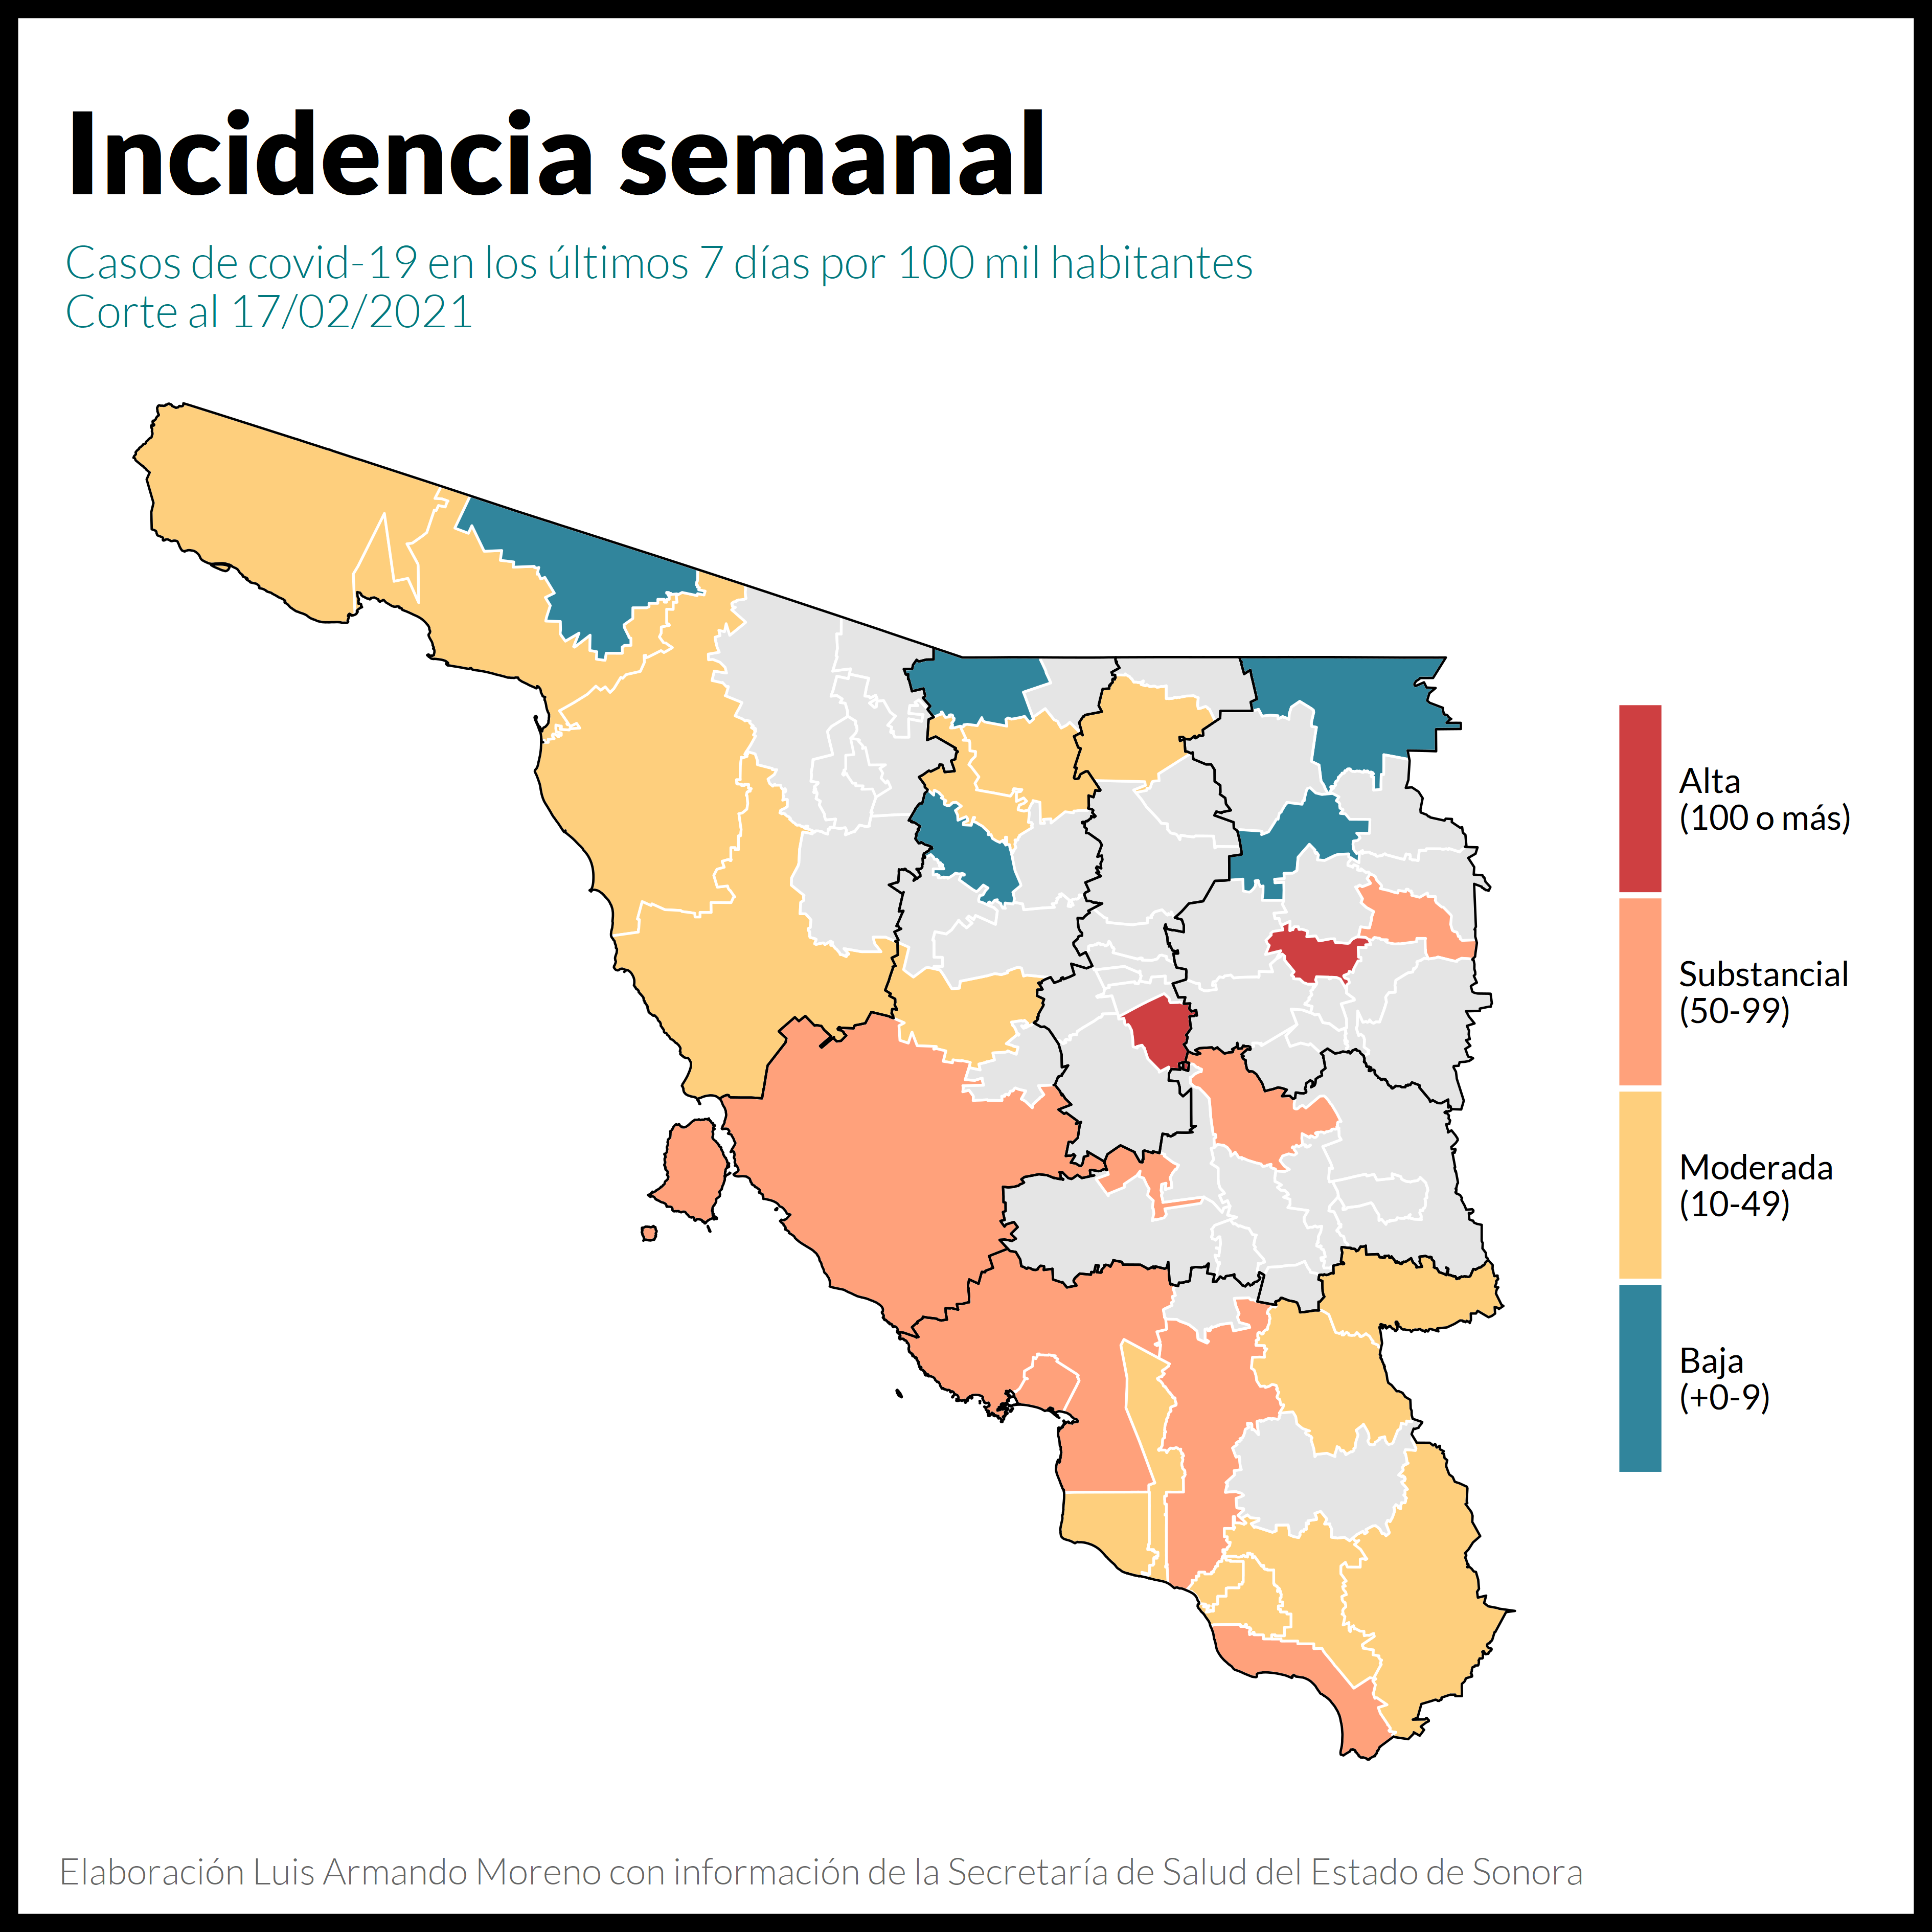 Incidencia semanal
Casos de covid-19 en los últimos 7 días por 100 mil habitantes
Corte al 17/02/2021
Alta
(100 o más)
Substancial
(50-99)
Moderada
(10-49)
Baja
(+0-9)
Elaboración Luis Armando Moreno con información de la Secretaría de Salud del Estado de Sonora